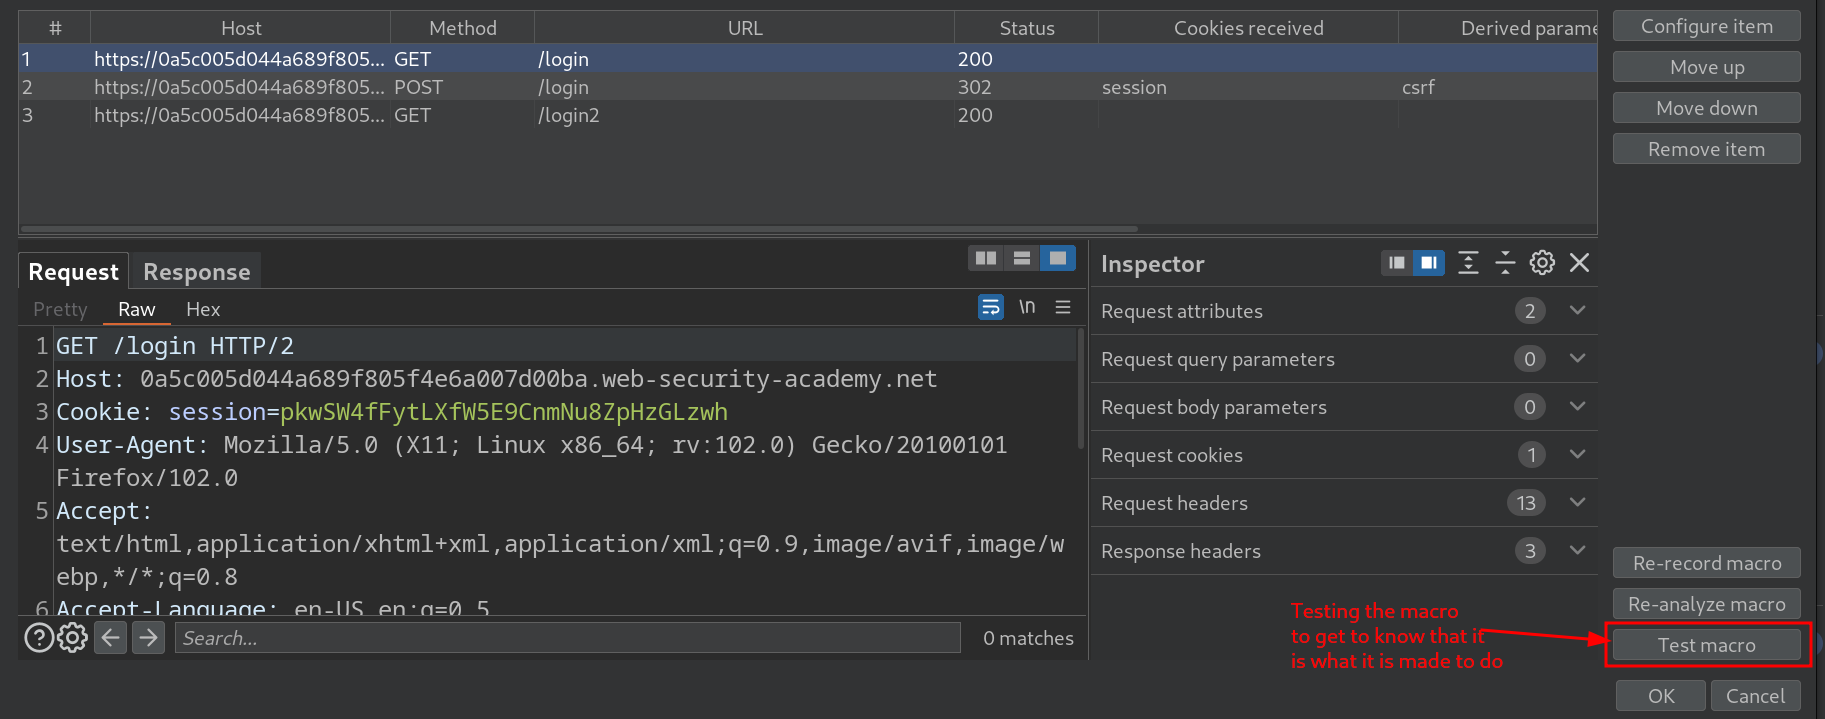 # Host Method URL Status Cookies received Derived parame
1 https://0a5c005d044a689f805... GET /login 200
2 https://0a5c005d044a689f805... POST /login 302 session csrf
3 https://0a5c005d044a689f805... GET /login2 200
Configure item
Move up
Move down
Remove item
Request Response
Pretty Raw Hex \n
1 GET /login HTTP/2
2 Host: 0a5c005d044a689f805f4e6a007d00ba.web-security-academy.net
3 Cookie: session=pkwSW4fFytLXfW5E9CnmNu8ZpHzGLzwh
4 User-Agent: Mozilla/5.0 (X11; Linux x86_64; rv:102.0) Gecko/20100101
Firefox/102.0
5 Accept:
text/html,application/xhtml+xml,application/xml;q=0.9,image/avif,image/w
ebp,*/*;q=0.8
6 Accept-Language: en-US,en;q=0.5
Search... 0 matches
Inspector
Request attributes 2
Request query parameters 0
Request body parameters 0
Request cookies 1
Request headers 13
Response headers 3
Testing the macro
to get to know that it
is what it is made to do
Re-record macro
Re-analyze macro
Test macro
OK Cancel